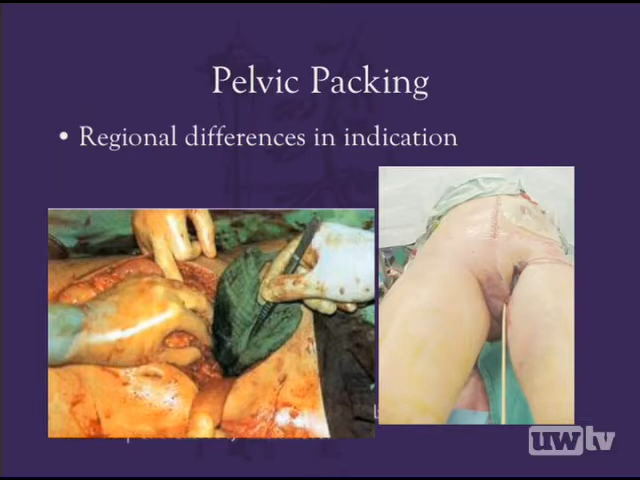 Pelvic Packing
• Regional differences in indication
uwtv